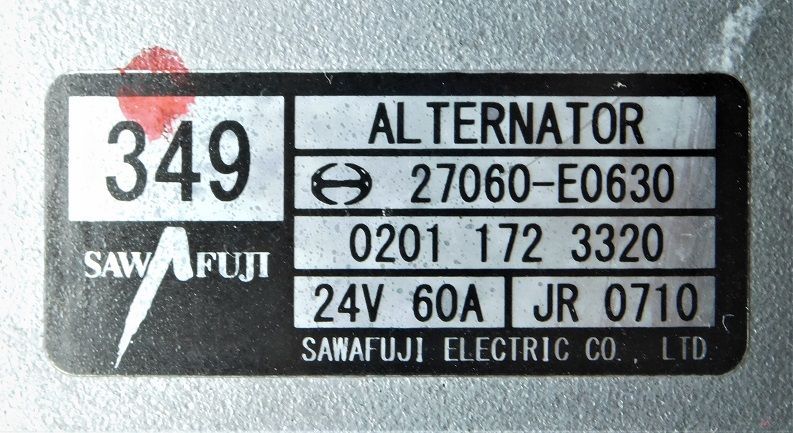 349
SAWAFUJI
ALTERNATOR
27060-E0630
0201 172 3320
24V 60A
JR 0710
SAWAFUJI ELECTRIC CO., LTD